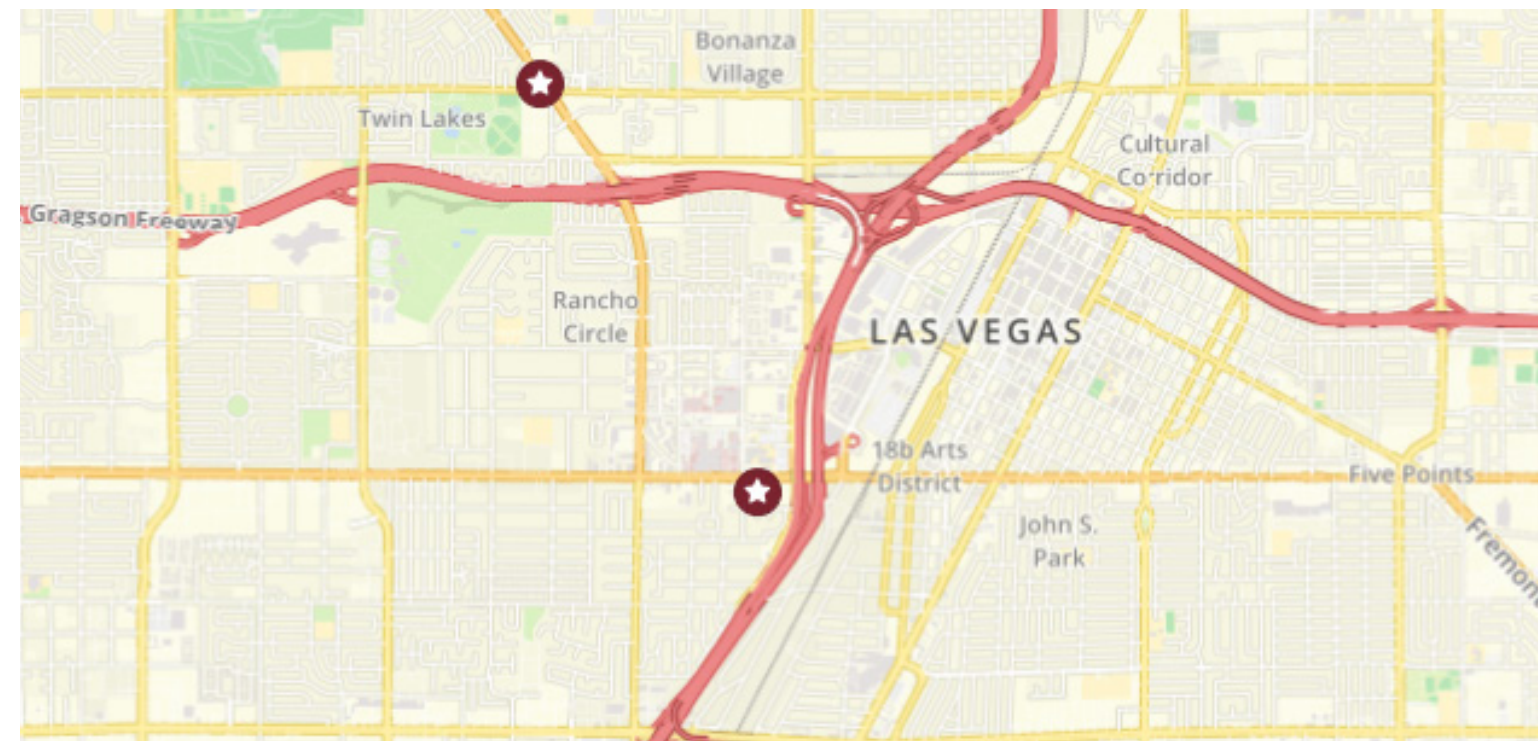 Bonanza
Village
Twin Lakes
Cultural
Corridor
Gragson Freeway
Rancho
Circle
LAS VEGAS
18b Arts
District
Five Points
John S.
Park
Fremont